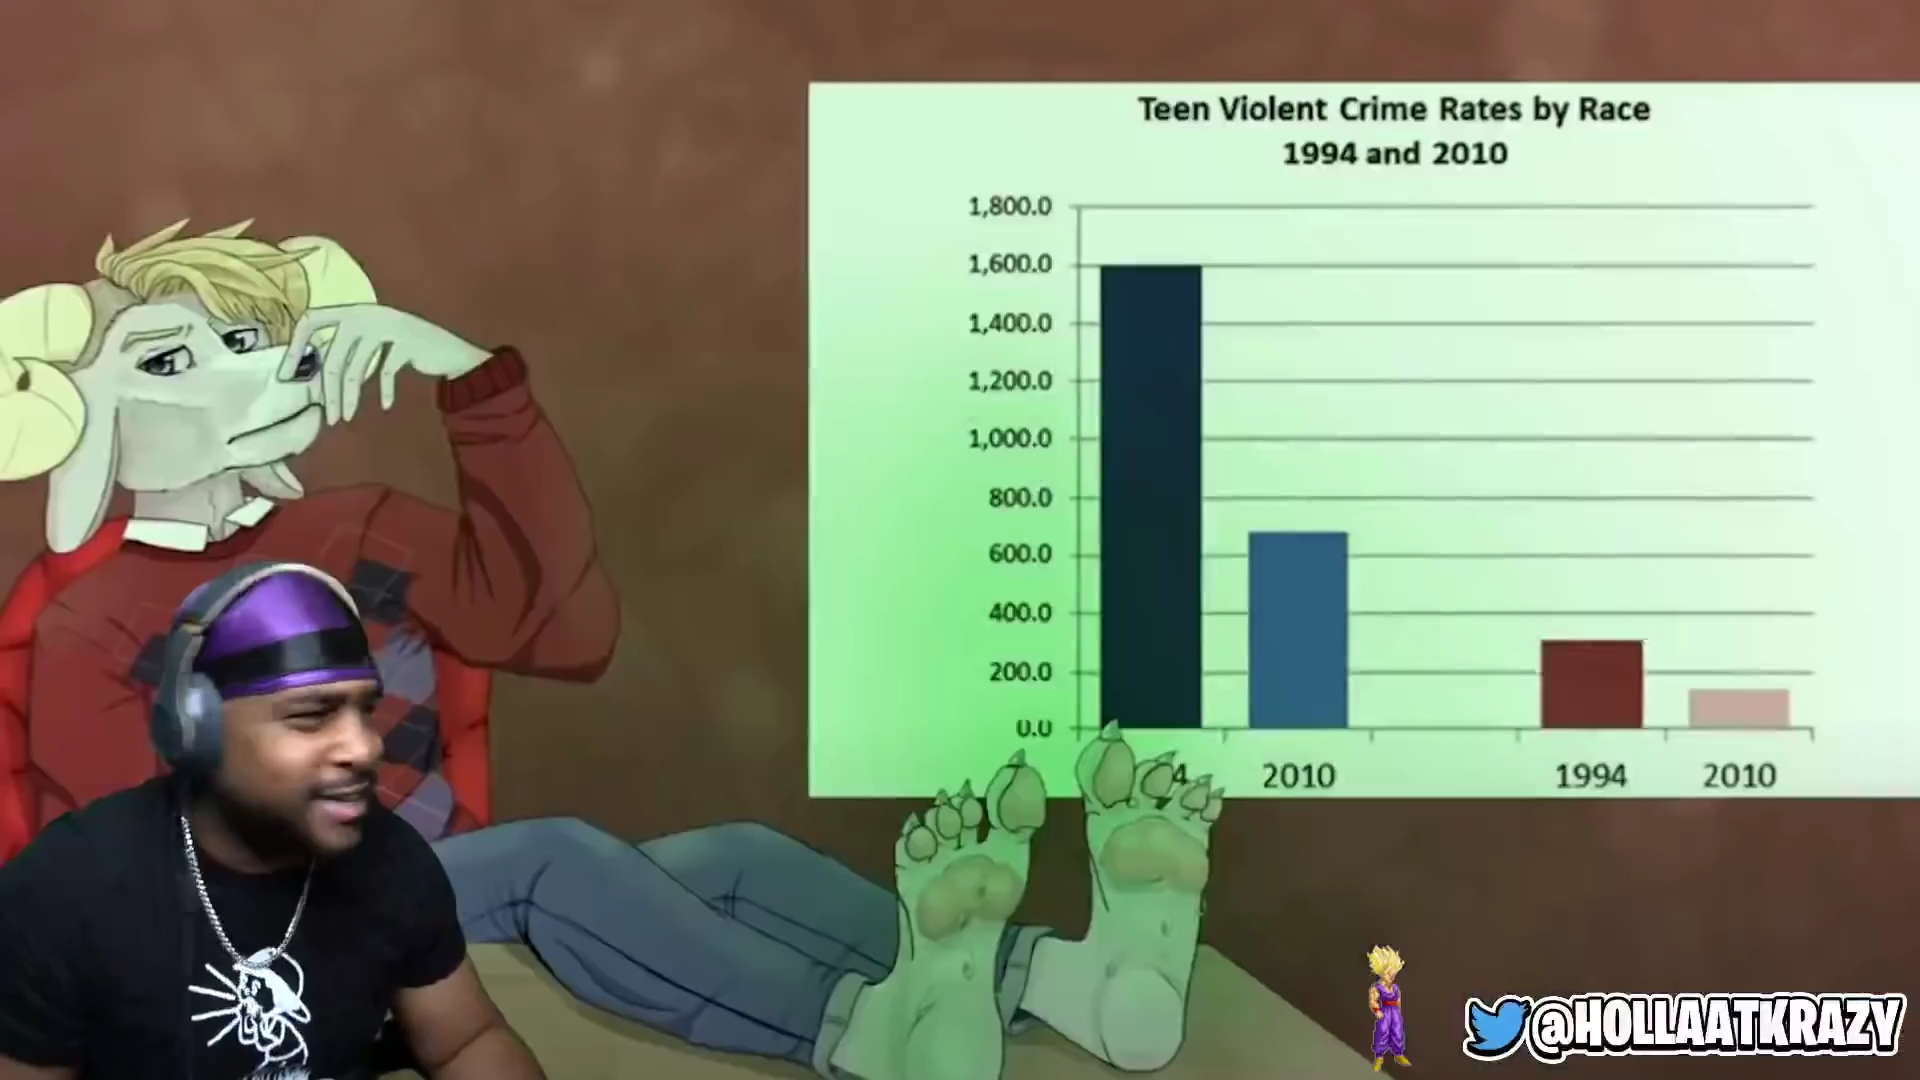 Teen Violent Crime Rates by Race
1994 and 2010
1,800.0
1,600.0
1,400.0
1,200.0
1,000.0
800.0
600.0
400.0
200.0
0.0
4 2010 1994 2010
@HOLLAATKRAZY